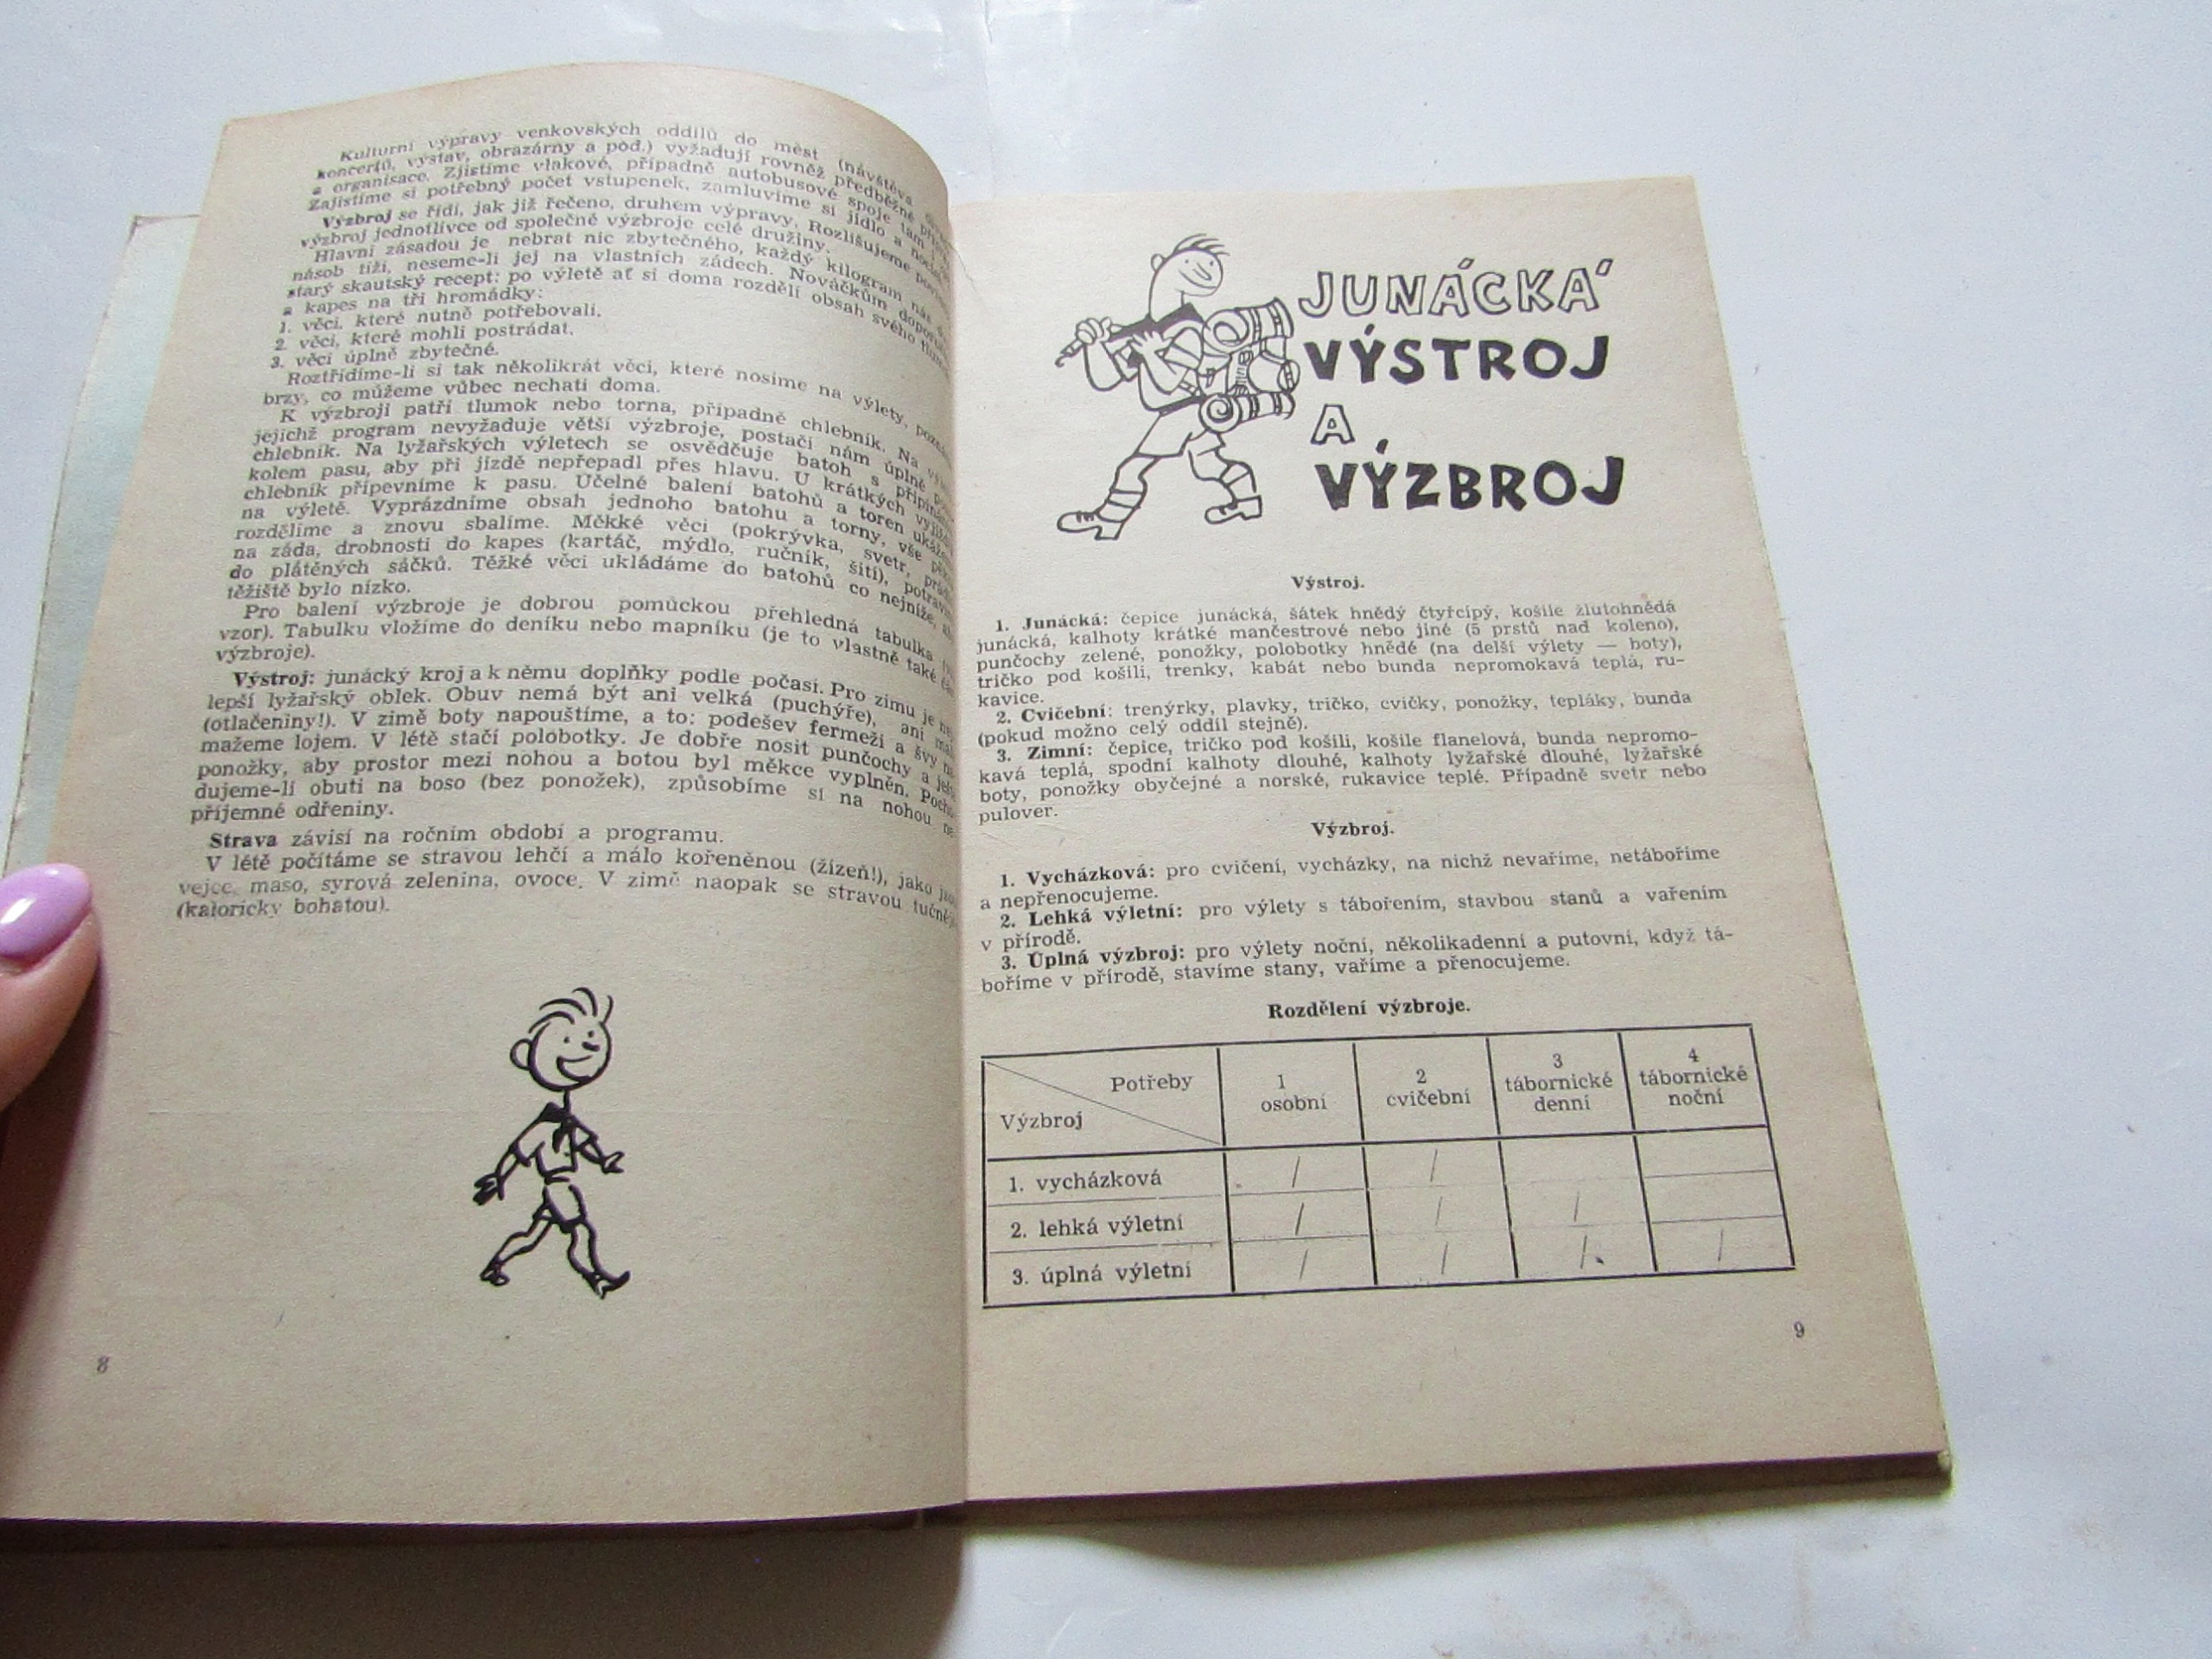 Kulturní výpravy venkovských oddílů do měst (návštěva
koncertů, výstav, obrazárny a pod.) vyžadují rovněž předběžné
a organisace. Zjistíme vlakové, případně autobusové spoje tam i
Zajistíme si potřebný počet vstupenek, zamluvíme si jídlo a
Výzbroj se řídí, jak již řečeno, druhem výpravy. Rozlišujeme
výzbroj jednotlivce od společné výzbroje celé družiny.
Hlavní zásadou je nebrat nic zbytečného, každý kilogram nás
násob tíží, neseme-li jej na vlastních zádech. Nováčkům
starý skautský recept: po výletě ať si doma rozdělí obsah svého
a kapes na tři hromádky:
1. věci, které nutně potřebovali,
2. věci, které mohli postrádat,
3. věci úplně zbytečné.
Roztřídíme-li si tak několikrát věci, které nosíme na výlety,
brzy, co můžeme vůbec nechati doma.
K výzbroji patří tlumok nebo torna, případně chlebník. Na
jejichž program nevyžaduje větší výzbroje, postačí nám úplně
chlebník. Na lyžařských výletech se osvědčuje batoh s
kolem pasu, aby při jízdě nepřepadl přes hlavu. U krátkých
chlebník připevníme k pasu. Účelné balení batohů a toren
na výletě. Vyprázdníme obsah jednoho batohu a torny, vše
rozdělíme a znovu sbalíme. Měkké věci (pokrývka, svetr,
na záda, drobnosti do kapes (kartáč, mýdlo, ručník, šití),
do plátěných sáčků. Těžké věci ukládáme do batohů co nejníže,
těžiště bylo nízko.
Pro balení výzbroje je dobrou pomůckou přehledná tabulka
vzor). Tabulku vložíme do deníku nebo mapníku (je to vlastně také
výzbroje).
Výstroj: junácký kroj a k němu doplňky podle počasí. Pro zimu je
lepší lyžařský oblek. Obuv nemá být ani velká (puchýře), ani
(otlačeniny!). V zimě boty napouštíme, a to: podešev fermeží a švy
mažeme lojem. V létě stačí polobotky. Je dobře nosit punčochy a
ponožky, aby prostor mezi nohou a botou byl měkce vyplněn.
dujeme-li obuti na boso (bez ponožek), způsobíme si na nohou
příjemné odřeniny.
Strava závisí na ročním období a programu.
V létě počítáme se stravou lehčí a málo kořeněnou (žízeň!), jako
vejce, maso, syrová zelenina, ovoce. V zimě naopak se stravou
(kaloricky bohatou).
8
JUNÁCKÁ
VÝSTROJ
A
VÝZBROJ
Výstroj.
1. Junácká: čepice junácká, šátek hnědý čtyřcípý, košile žlutohnědá
junácká, kalhoty krátké mančestrové nebo jiné (5 prstů nad koleno),
punčochy zelené, ponožky, polobotky hnědé (na delší výlety — boty),
tričko pod košili, trenky, kabát nebo bunda nepromokavá teplá, ru-
kavice.
2. Cvičební: trenýrky, plavky, tričko, cvičky, ponožky, tepláky, bunda
(pokud možno celý oddíl stejně).
3. Zimní: čepice, tričko pod košili, košile flanelová, bunda nepromo-
kavá teplá, spodní kalhoty dlouhé, kalhoty lyžařské dlouhé, lyžařské
boty, ponožky obyčejné a norské, rukavice teplé. Případně svetr nebo
pulover.
Výzbroj.
1. Vycházková: pro cvičení, vycházky, na nichž nevaříme, netáboříme
a nepřenocujeme.
2. Lehká výletní: pro výlety s tábořením, stavbou stanů a vařením
v přírodě.
3. Úplná výzbroj: pro výlety noční, několikadenní a putovní, když tá-
boříme v přírodě, stavíme stany, vaříme a přenocujeme.
Rozdělení výzbroje.
Potřeby
Výzbroj
1
osobní
2
cvičební
3
tábornické
denní
4
tábornické
noční
1. vycházková / /
2. lehká výletní / / /
3. úplná výletní / / / /
9